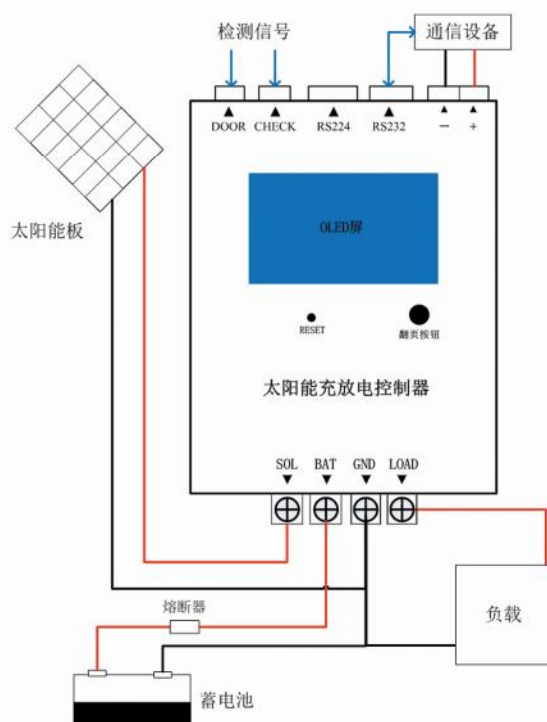 检测信号
通信设备
DOOR CHECK RS224 RS232 — +
太阳能板
OLED屏
RESET
翻页按钮
太阳能充放电控制器
SOL BAT GND LOAD
熔断器
负载
蓄电池